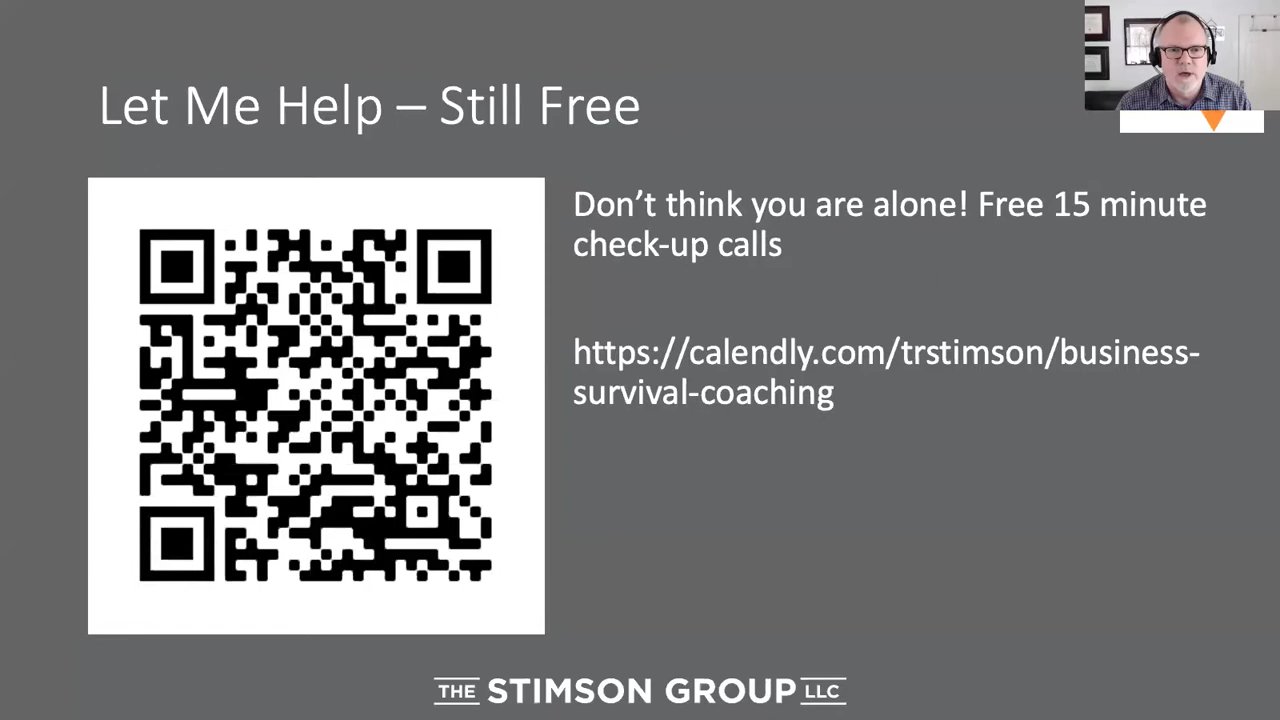 Let Me Help – Still Free
Don’t think you are alone! Free 15 minute
check-up calls
https://calendly.com/trstimson/business-
survival-coaching
THE STIMSON GROUP LLC